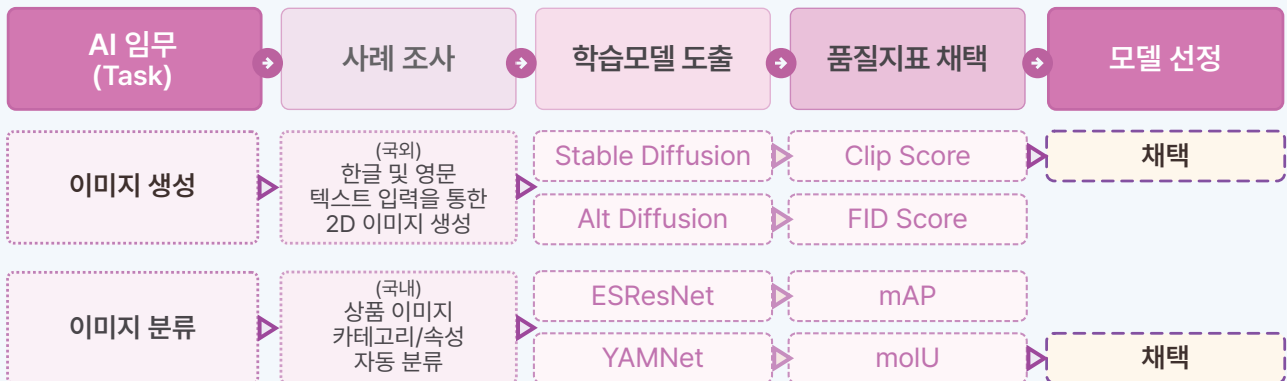 AI 임무
(Task)
사례 조사
학습모델 도출
품질지표 채택
모델 선정
이미지 생성
(국외)
한글 및 영문
텍스트 입력을 통한
2D 이미지 생성
Stable Diffusion
Clip Score
채택
Alt Diffusion
FID Score
이미지 분류
(국내)
상품 이미지
카테고리/속성
자동 분류
ESResNet
mAP
YAMNet
moIU
채택